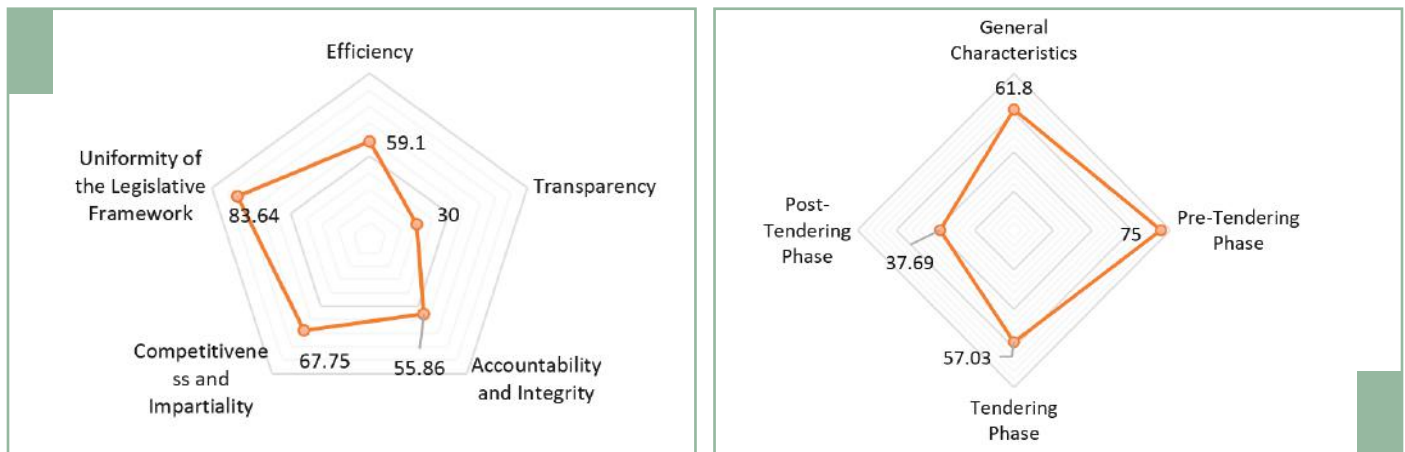 Efficiency
59.1
Uniformity of
the Legislative
Framework
83.64
Transparency
30
Competitivene
ss and
Impartiality
67.75
55.86
Accountability
and Integrity
General
Characteristics
61.8
Post-
Tendering
Phase
37.69
Pre-Tendering
Phase
75
57.03
Tendering
Phase